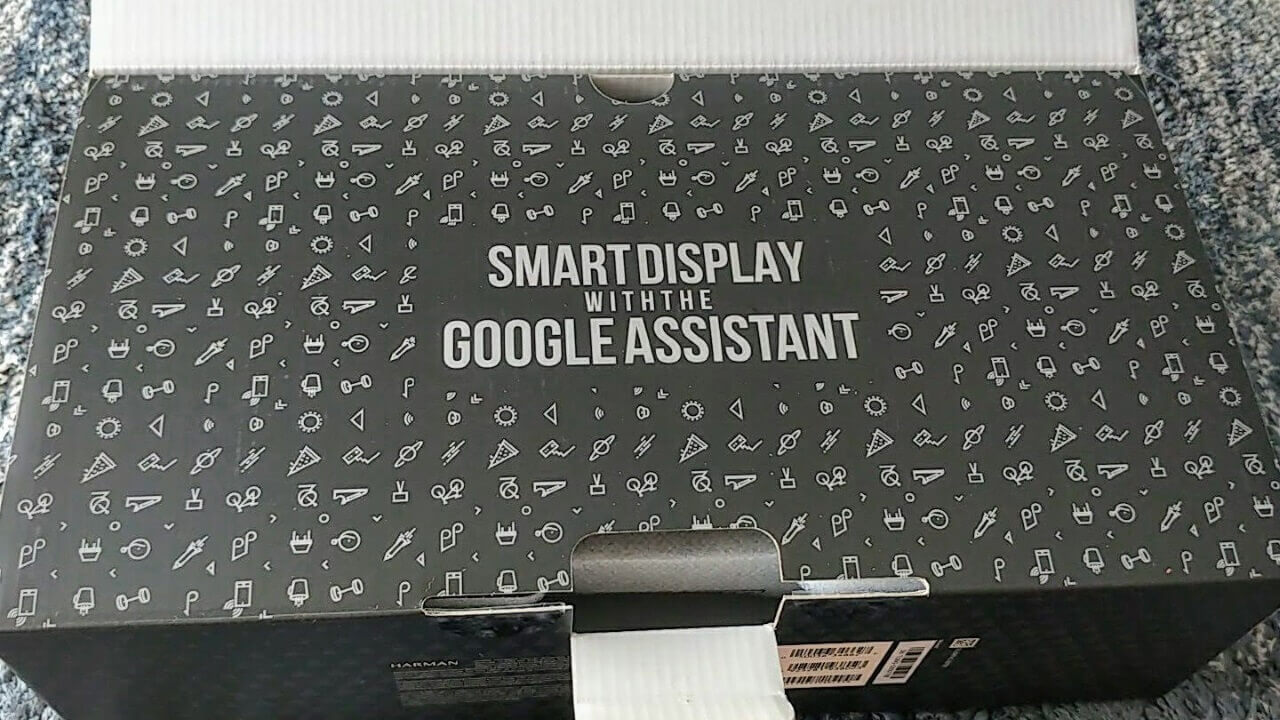 SMART DISPLAY
WITH THE
GOOGLE ASSISTANT
HARMAN